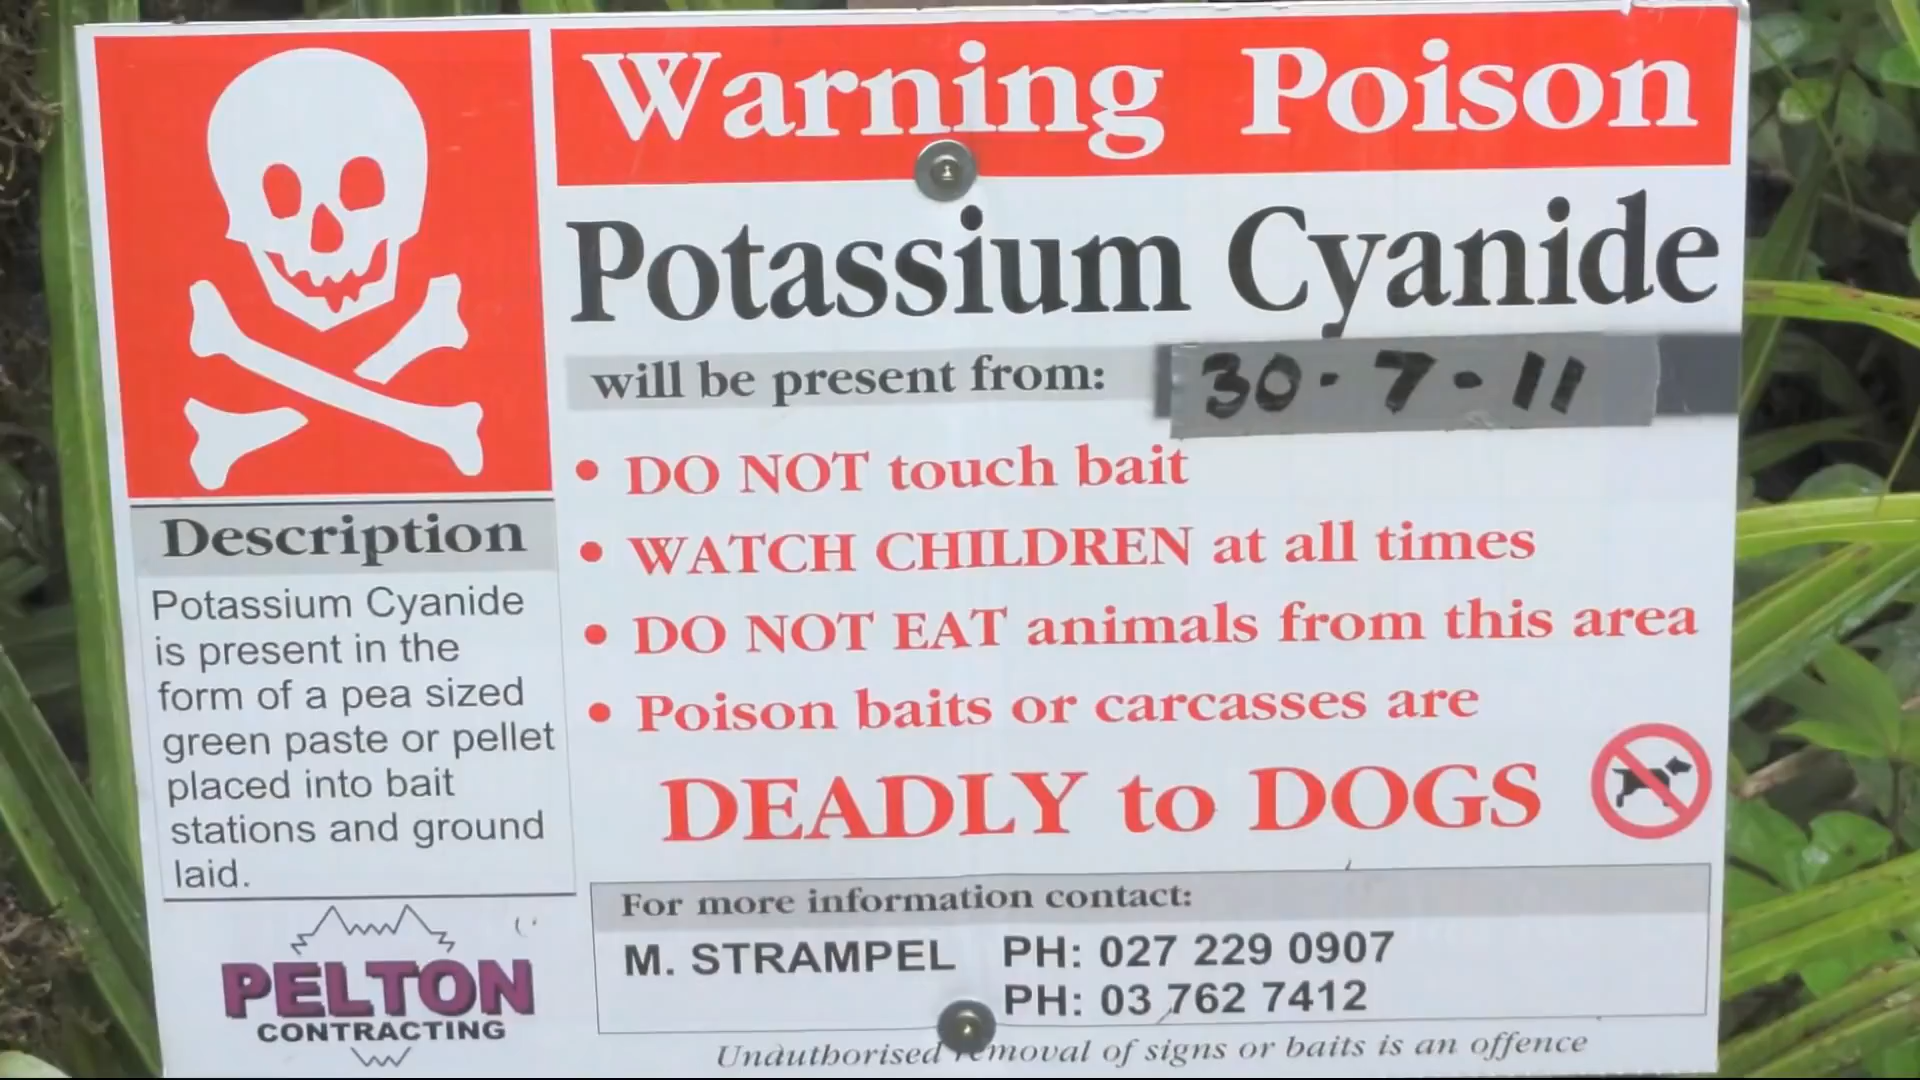 Warning Poison
Potassium Cyanide
will be present from: 30-7-11
• DO NOT touch bait
• WATCH CHILDREN at all times
• DO NOT EAT animals from this area
• Poison baits or carcasses are
DEADLY to DOGS
Description
Potassium Cyanide
is present in the
form of a pea sized
green paste or pellet
placed into bait
stations and ground
laid.
PELTON
CONTRACTING
For more information contact:
M. STRAMPEL PH: 027 229 0907
PH: 03 762 7412
Unauthorised removal of signs or baits is an offence